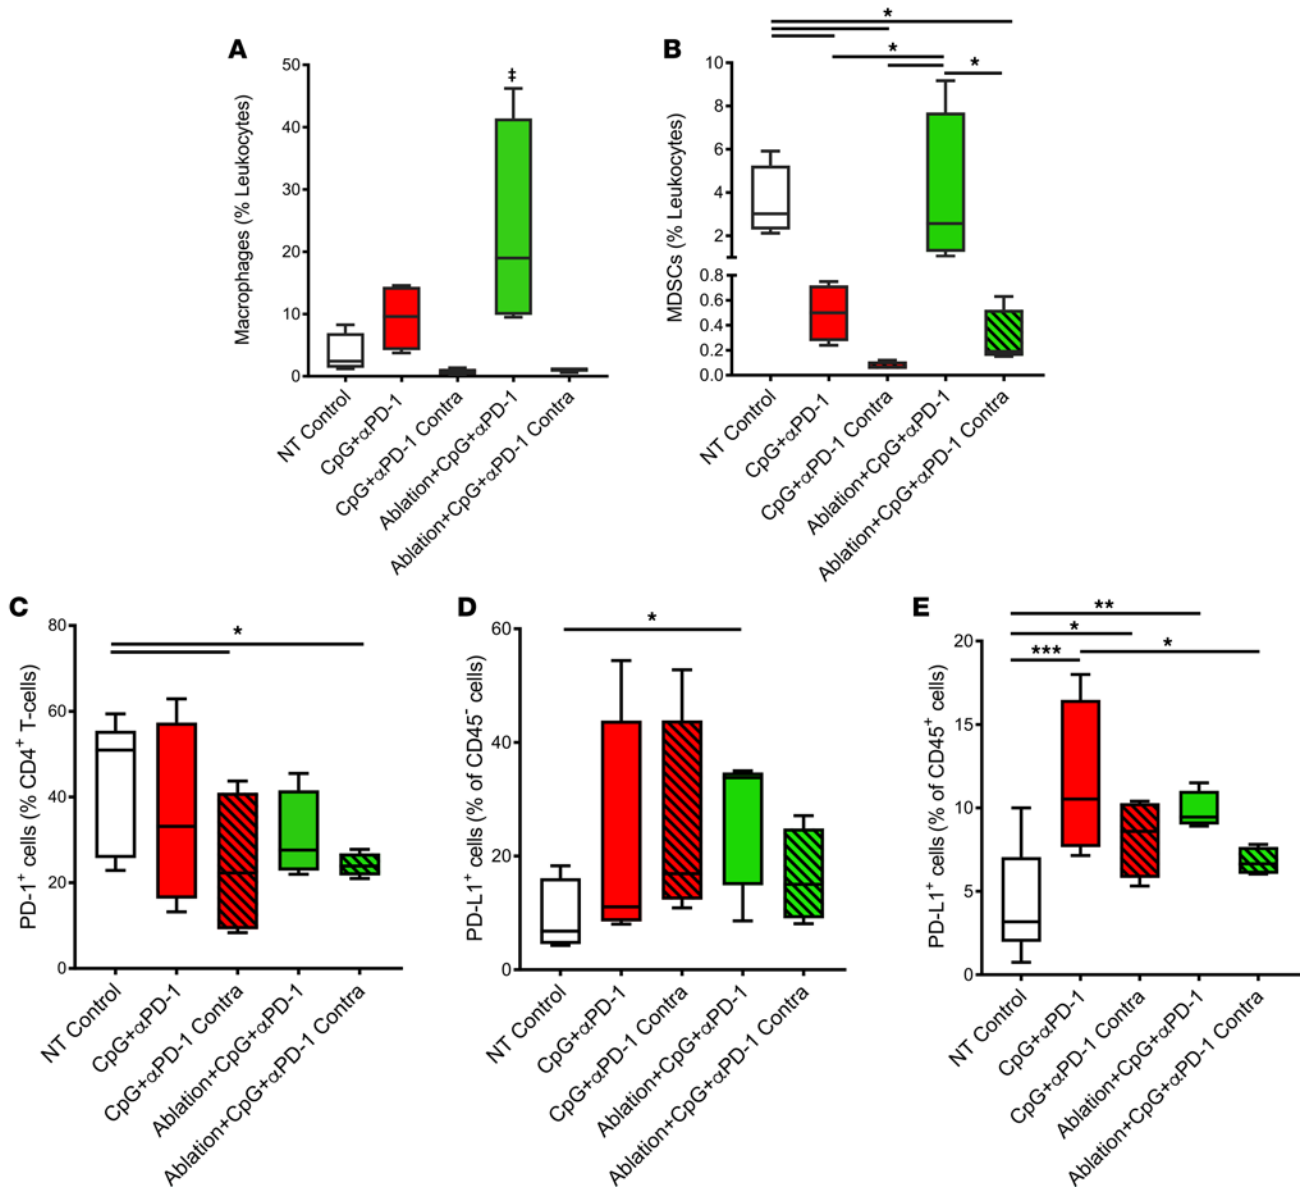 A
Macrophages (% Leukocytes)
50
40
30
20
10
0
‡
NT Control
CpG+αPD-1
CpG+αPD-1 Contra
Ablation+CpG+αPD-1
Ablation+CpG+αPD-1 Contra
B
MDSCs (% Leukocytes)
10
8
6
4
2
0.8
0.6
0.4
0.2
0.0
*
*
*
NT Control
CpG+αPD-1
CpG+αPD-1 Contra
Ablation+CpG+αPD-1
Ablation+CpG+αPD-1 Contra
C
PD-1⁺ cells (% CD4⁺ T-cells)
80
60
40
20
0
*
NT Control
CpG+αPD-1
CpG+αPD-1 Contra
Ablation+CpG+αPD-1
Ablation+CpG+αPD-1 Contra
D
PD-L1⁺ cells (% of CD45⁻ cells)
60
40
20
0
*
NT Control
CpG+αPD-1
CpG+αPD-1 Contra
Ablation+CpG+αPD-1
Ablation+CpG+αPD-1 Contra
E
PD-L1⁺ cells (% of CD45⁺ cells)
20
15
10
5
0
**
*
***
*
NT Control
CpG+αPD-1
CpG+αPD-1 Contra
Ablation+CpG+αPD-1
Ablation+CpG+αPD-1 Contra